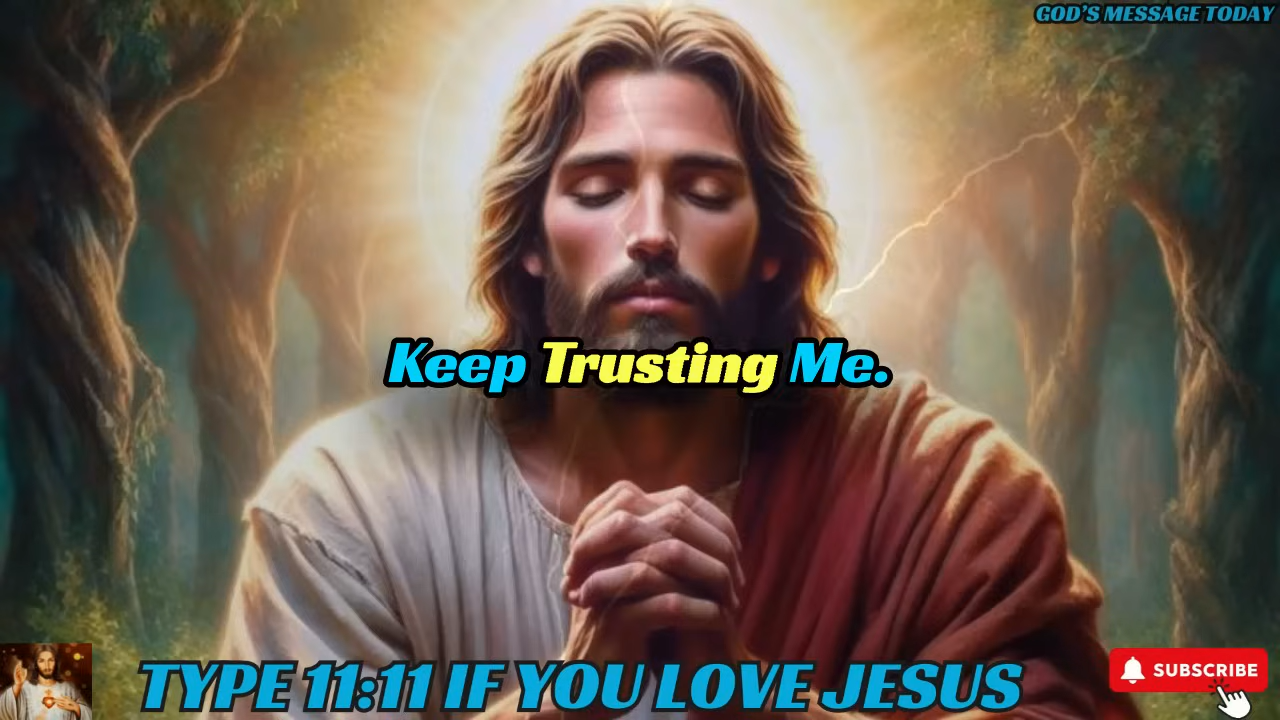 GOD'S MESSAGE TODAY
Keep Trusting Me.
TYPE 11:11 IF YOU LOVE JESUS
SUBSCRIBE